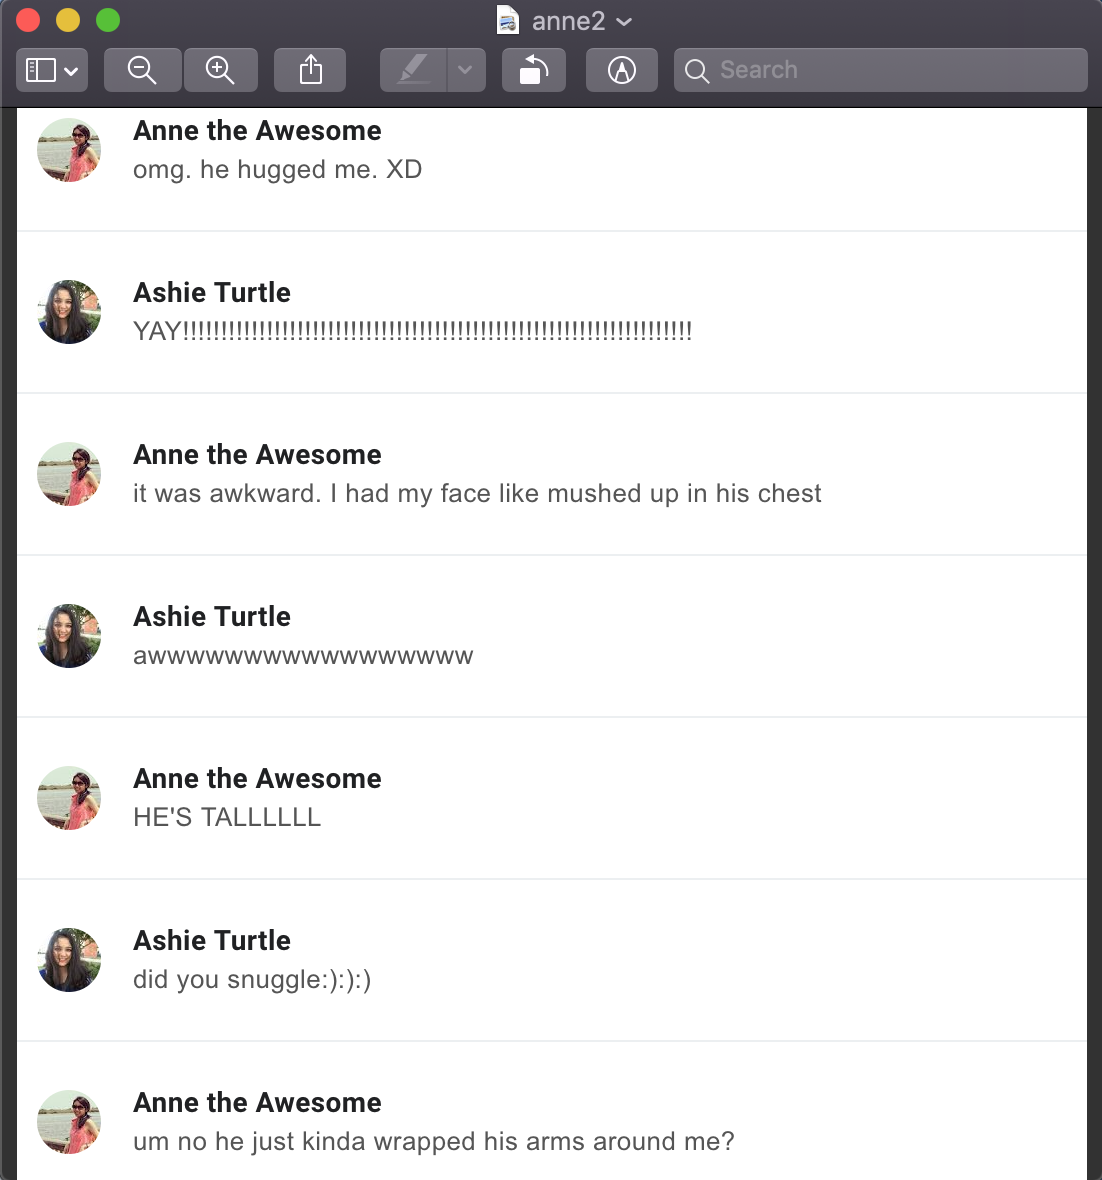 anne2
Search
Anne the Awesome
omg. he hugged me. XD
Ashie Turtle
YAY!!!!!!!!!!!!!!!!!!!!!!!!!!!!!!!!!!!!!!!!!!!!!!!!!!!!!!!!!!!!!!!!!!!
Anne the Awesome
it was awkward. I had my face like mushed up in his chest
Ashie Turtle
awwwwwwwwwwwwwwwww
Anne the Awesome
HE'S TALLLLLL
Ashie Turtle
did you snuggle:):):)
Anne the Awesome
um no he just kinda wrapped his arms around me?